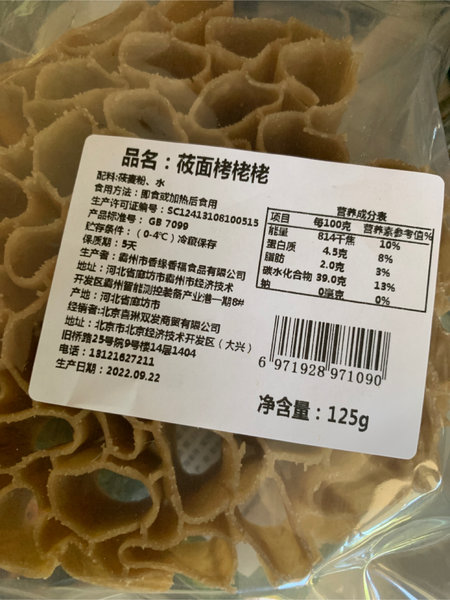 品名：莜面栲栳栳
配料:莜麦粉、水
食用方法：即食或加热后食用
生产许可证编号：SC12413108100515
产品标准号：GB 7099
贮存条件：（0-4℃）冷藏保存
保质期：5天
生产者：霸州市香缘香福食品有限公司
地址：河北省廊坊市霸州市经济技术
开发区霸州智能测控装备产业港一期8#
产地：河北省廊坊市
经销者：北京喜淋双发商贸有限公司
地址：北京市北京经济技术开发区（大兴）
旧桥路25号院9号楼14层1404
电话：13121627211
生产日期：2022.09.22
营养成分表
项目 每100克 营养素参考值%
能量 814千焦 10%
蛋白质 4.5克 8%
脂肪 2.0克 3%
碳水化合物 39.0克 13%
钠 0毫克 0%
6 971928 971090
净含量：125g